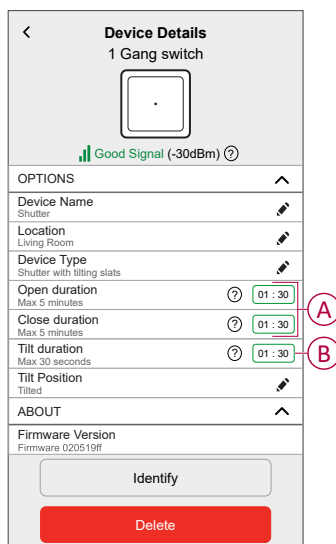 Device Details
1 Gang switch
Good Signal (-30dBm) ?
OPTIONS
Device Name
Shutter
Location
Living Room
Device Type
Shutter with tilting slats
Open duration
Max 5 minutes
? 01 : 30
A
Close duration
Max 5 minutes
? 01 : 30
Tilt duration
Max 30 seconds
? 01 : 30
B
Tilt Position
Tilted
ABOUT
Firmware Version
Firmware 020519ff
Identify
Delete